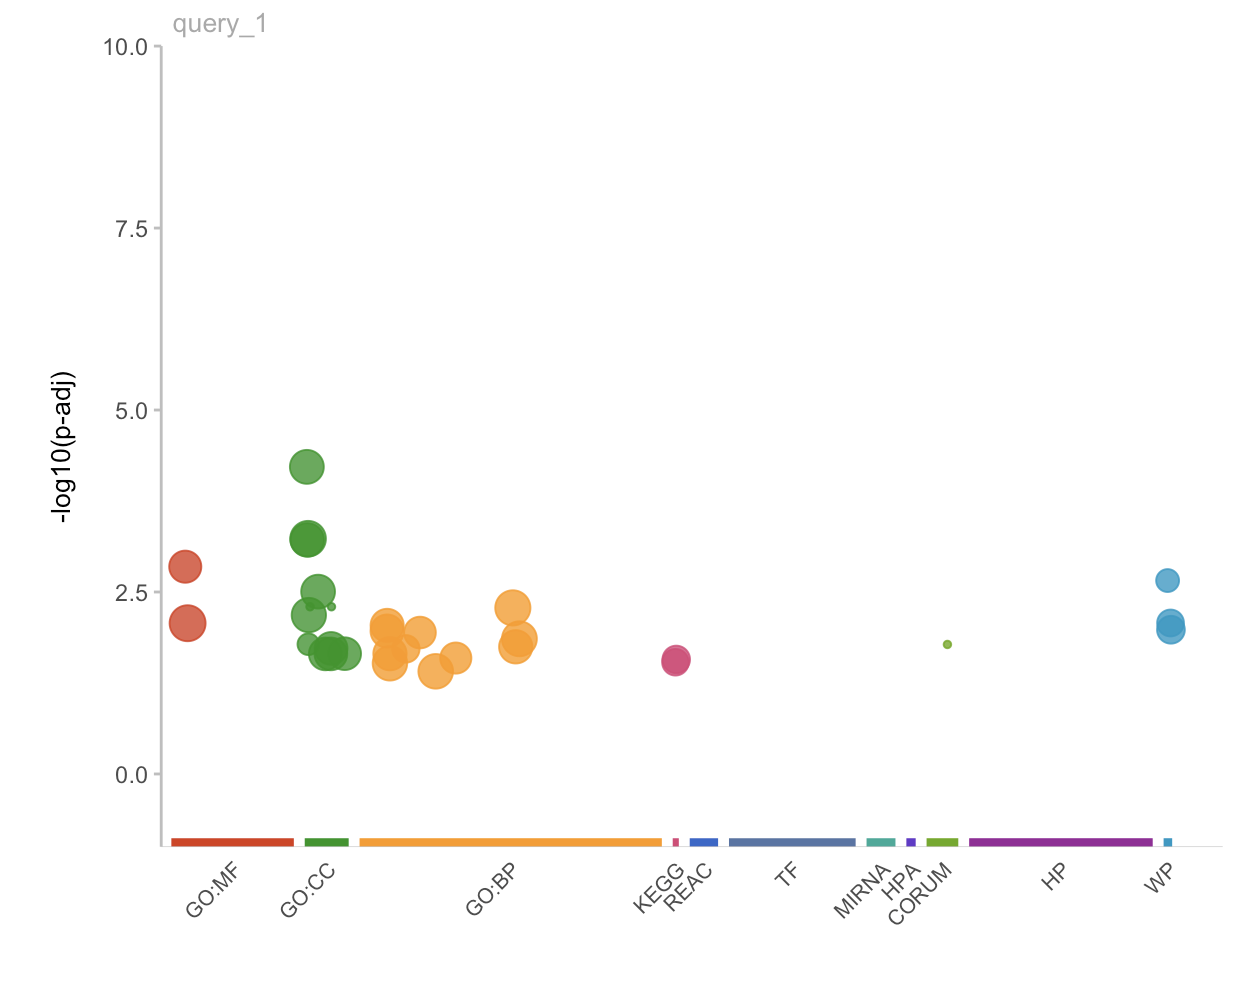 query_1
10.0
7.5
5.0
2.5
0.0
-log10(p-adj)
GO:MF
GO:CC
GO:BP
KEGG
REAC
TF
MIRNA
HPA
CORUM
HP
WP